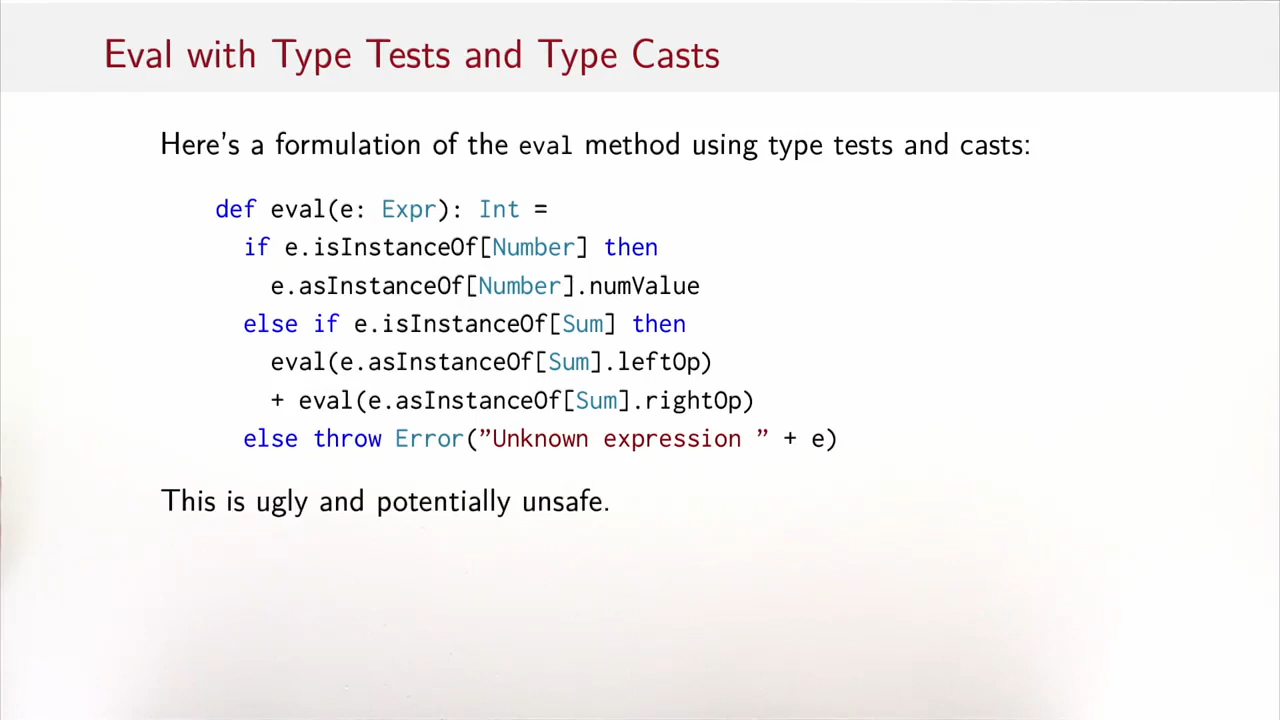 Eval with Type Tests and Type Casts
Here's a formulation of the eval method using type tests and casts:
def eval(e: Expr): Int =
if e.isInstanceOf[Number] then
e.asInstanceOf[Number].numValue
else if e.isInstanceOf[Sum] then
eval(e.asInstanceOf[Sum].leftOp)
+ eval(e.asInstanceOf[Sum].rightOp)
else throw Error(”Unknown expression ” + e)
This is ugly and potentially unsafe.